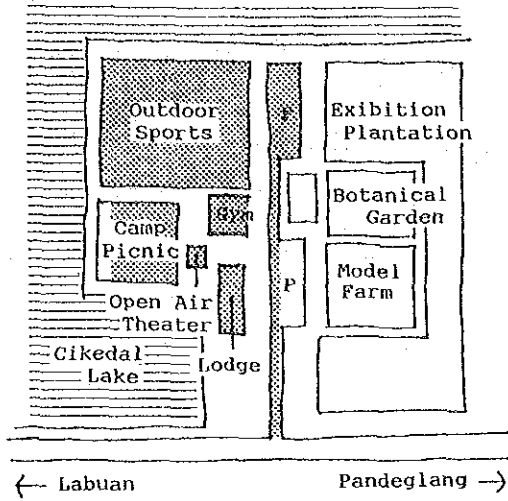 Outdoor
Sports
P
Exibition
Plantation
Gym
Camp
Picnic
Botanical
Garden
Open Air
Theater
P
Model
Farm
Cikedal
Lake
Lodge
← Labuan
Pandeglang →